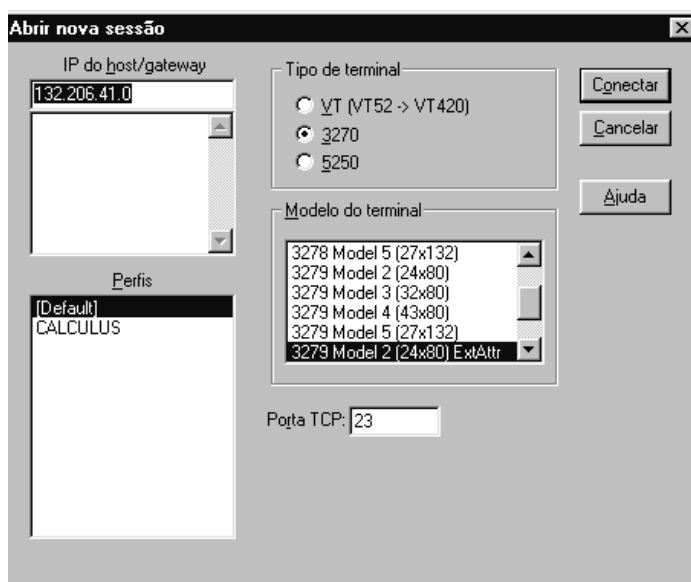 Abrir nova sessão
IP do host/gateway
132.206.41.0
Perfis
[Default]
CALCULUS
Tipo de terminal
VT (VT52 -> VT420)
3270
5250
Modelo do terminal
3278 Model 5 (27x132)
3279 Model 2 (24x80)
3279 Model 3 (32x80)
3279 Model 4 (43x80)
3279 Model 5 (27x132)
3279 Model 2 (24x80) ExtAttr
Porta TCP: 23
Conectar
Cancelar
Ajuda